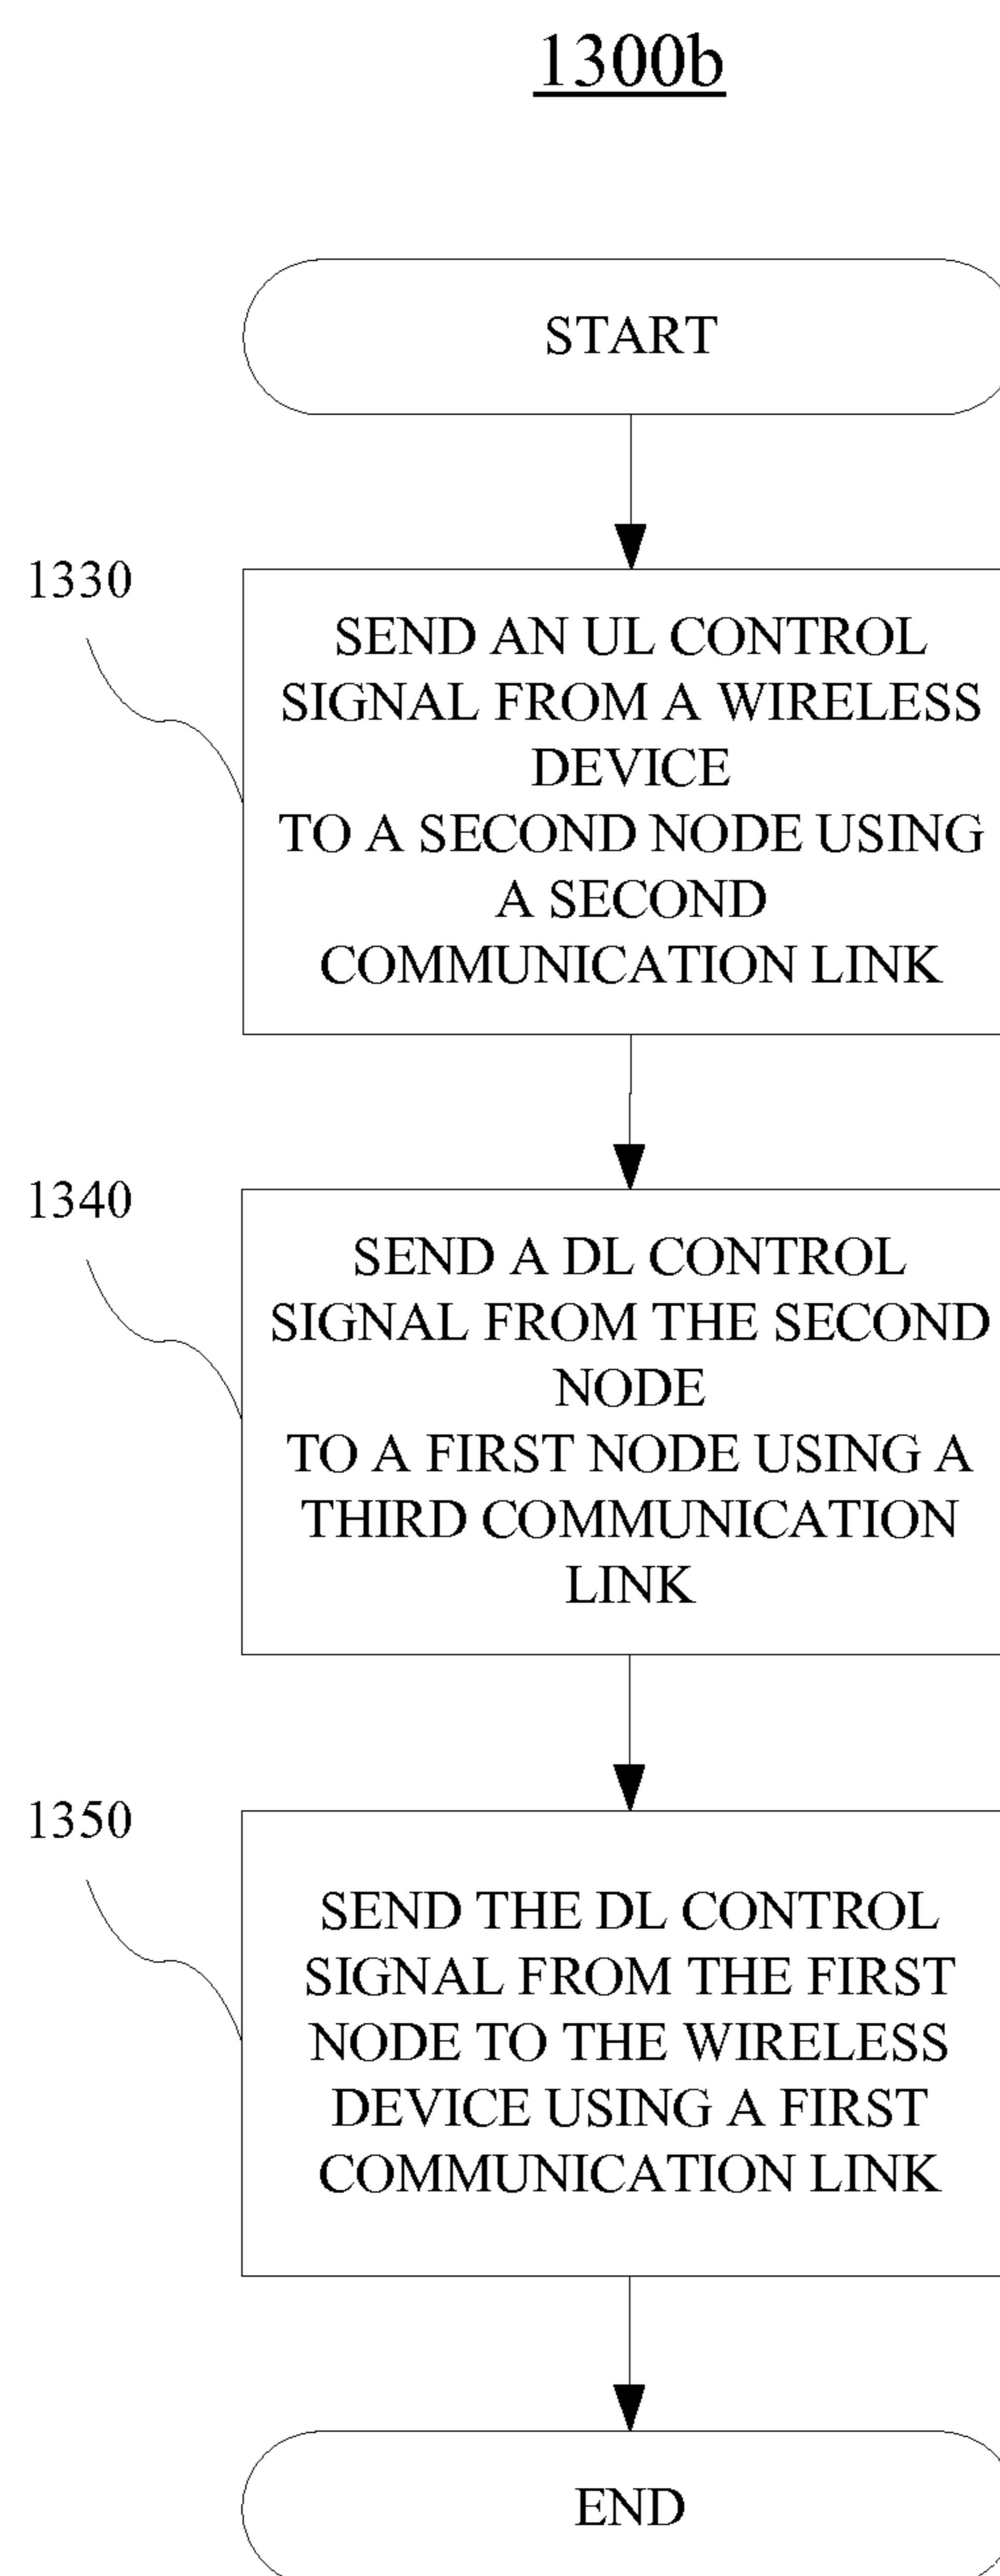 1300b
START
1330
SEND AN UL CONTROL
SIGNAL FROM A WIRELESS
DEVICE
TO A SECOND NODE USING
A SECOND
COMMUNICATION LINK
1340
SEND A DL CONTROL
SIGNAL FROM THE SECOND
NODE
TO A FIRST NODE USING A
THIRD COMMUNICATION
LINK
1350
SEND THE DL CONTROL
SIGNAL FROM THE FIRST
NODE TO THE WIRELESS
DEVICE USING A FIRST
COMMUNICATION LINK
END